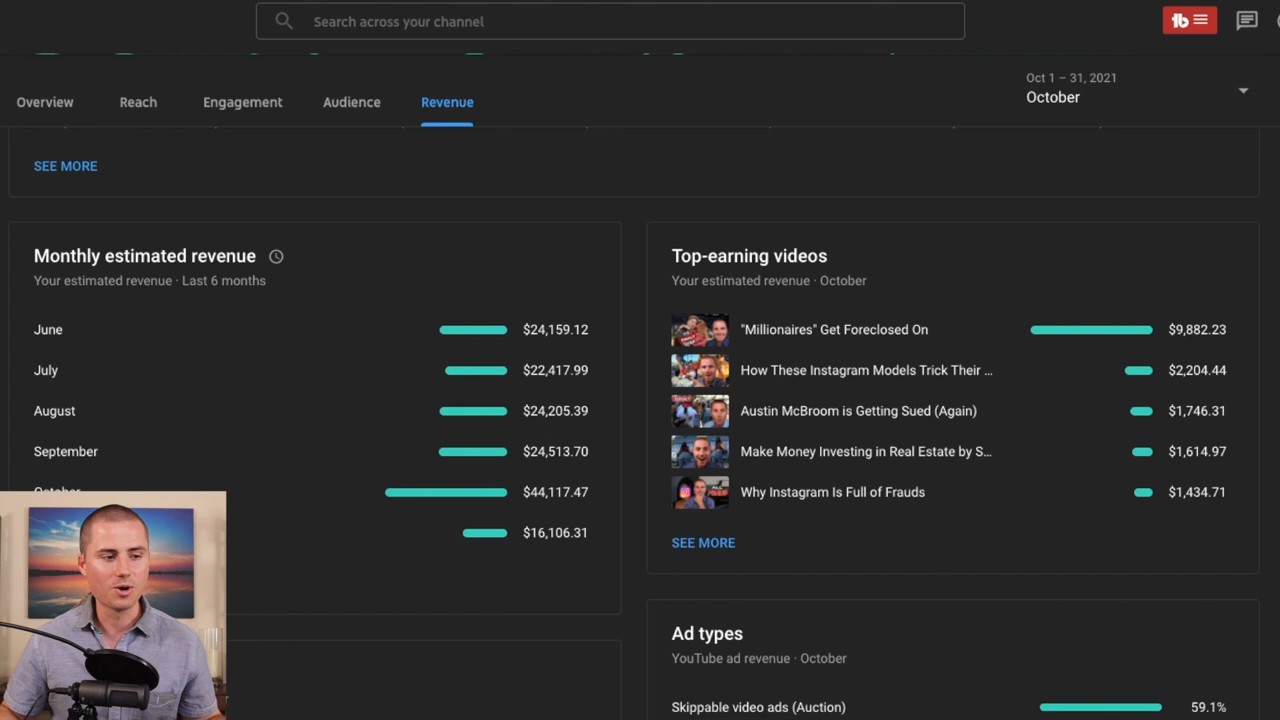 Search across your channel
Oct 1 – 31, 2021
October
Overview Reach Engagement Audience Revenue
SEE MORE
Monthly estimated revenue
Your estimated revenue · Last 6 months
June $24,159.12
July $22,417.99
August $24,205.39
September $24,513.70
October $44,117.47
$16,106.31
Top-earning videos
Your estimated revenue · October
"Millionaires" Get Foreclosed On $9,882.23
How These Instagram Models Trick Their ... $2,204.44
Austin McBroom is Getting Sued (Again) $1,746.31
Make Money Investing in Real Estate by S... $1,614.97
Why Instagram Is Full of Frauds $1,434.71
SEE MORE
Ad types
YouTube ad revenue · October
Skippable video ads (Auction) 59.1%